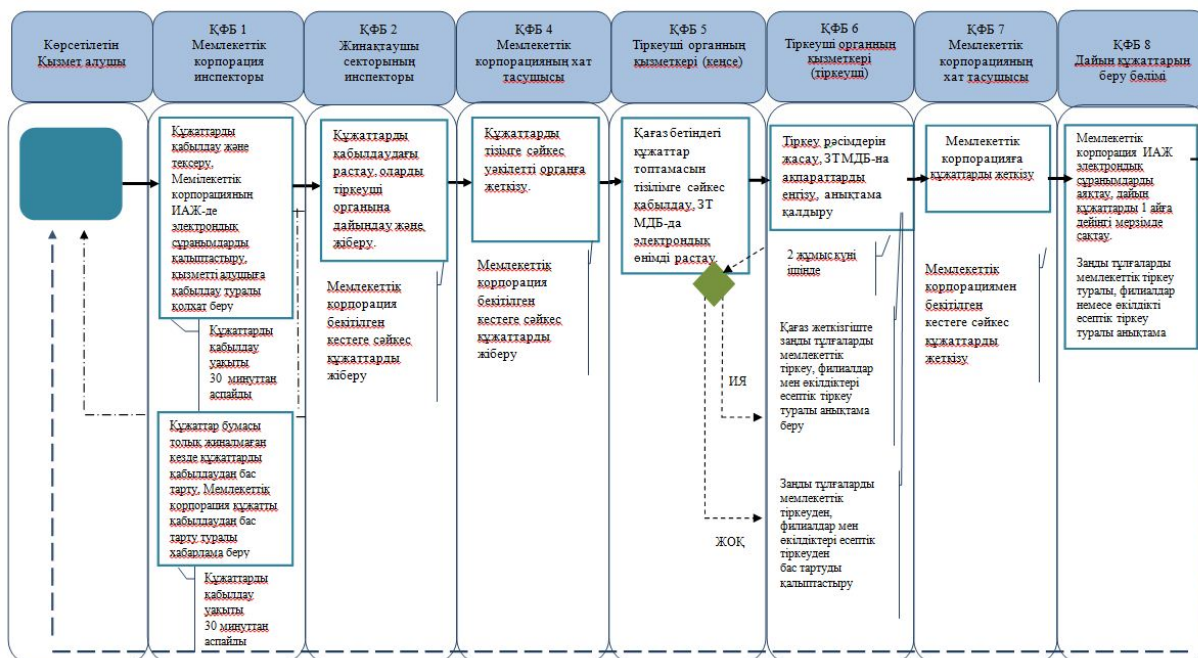 Көрсетілетін
Қызмет алушы
ҚФБ 1
Мемлекеттік
корпорация
инспекторы
ҚФБ 2
Жинақтаушы
секторының
инспекторы
ҚФБ 4
Мемлекеттік
корпорацияның хат
тасушысы
ҚФБ 5
Тіркеуші органның
қызметкері (кеңсе)
ҚФБ 6
Тіркеуші органның
қызметкері
(тіркеуші)
ҚФБ 7
Мемлекеттік
корпорацияның
хат тасушысы
ҚФБ 8
Дайын құжаттарын
беру бөлімі
Құжаттарды
қабылдау және
тексеру,
Мемілекеттік
корпорацияның
ИАЖ-де
электрондық
сұранымдарды
қалыптастыру,
қызметті алушыға
қабылдау туралы
қолхат беру
Құжаттарды
қабылдау
уақыты
30 минуттан
аспайды
Құжаттар бумасы
толық жиналмаған
кезде құжаттарды
қабылдаудан бас
тарту, Мемлекеттік
корпорация құжатты
қабылдаудан бас
тарту туралы
хабарлама беру
Құжаттарды
қабылдау
уақыты
30 минуттан
аспайды
Құжаттарды
қабылдаудағы
растау, оларды
тіркеуші
органына
дайындау және
жіберу.
Мемлекеттік
корпорация
бекітілген
кестеге сәйкес
құжаттарды
жіберу
Құжаттарды
тізімге сәйкес
уәкілетті органға
жеткізу.
Мемлекеттік
корпорация
бекітілген
кестеге сәйкес
құжаттарды
жіберу
Қағаз бетіндегі
құжаттар
топтамасын
тізілімге сәйкес
қабылдау, ЗТ
МДБ-да
электрондық
өнімді растау.
ИЯ
ЖОҚ
Тіркеу рәсімдерін
жасау, ЗТ МДБ-на
ақпараттарды
енгізу, анықтама
қалдыру
2 жұмыс күні
ішінде
Қағаз жеткізгіште
заңды тұлғаларды
мемлекеттік
тіркеу, филиалдар
мен өкілдіктері
есептік тіркеу
туралы анықтама
беру
Заңды тұлғаларды
мемлекеттік
тіркеуден,
филиалдар мен
өкілдіктері есептік
тіркеуден
бас тартуды
қалыптастыру
Мемлекеттік
корпорацияға
құжаттарды жеткізу
Мемлекеттік
корпорациямен
бекітілген
кестеге сәйкес
құжаттарды
жеткізу
Мемлекеттік
корпорация ИАЖ
электрондық
сұранымдарды
аяқтау, дайын
құжаттарды 1 айға
дейінгі мерзімде
сақтау.
Заңды тұлғаларды
мемлекеттік тіркеу
туралы, филиалдар
немесе өкілдікті
есептік тіркеу
туралы анықтама